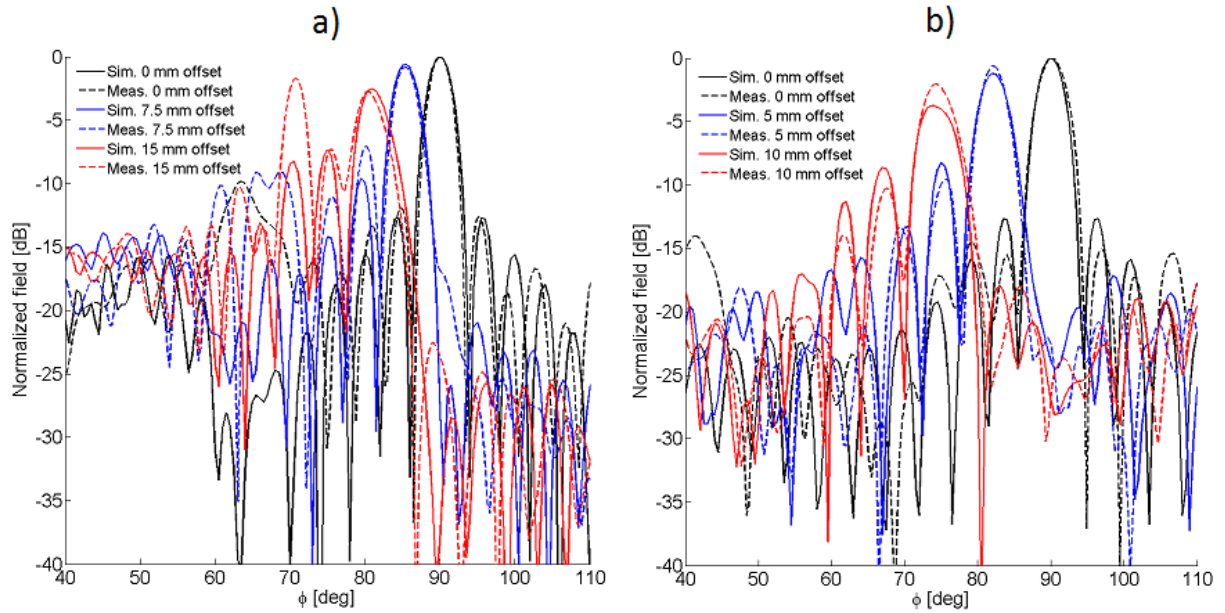 a)
0
-5
-10
-15
-20
-25
-30
-35
-40
Normalized field [dB]
Sim. 0 mm offset
Meas. 0 mm offset
Sim. 7.5 mm offset
Meas. 7.5 mm offset
Sim. 15 mm offset
Meas. 15 mm offset
40 50 60 70 80 90 100 110
ϕ [deg]
b)
0
-5
-10
-15
-20
-25
-30
-35
-40
Normalized field [dB]
Sim. 0 mm offset
Meas. 0 mm offset
Sim. 5 mm offset
Meas. 5 mm offset
Sim. 10 mm offset
Meas. 10 mm offset
40 50 60 70 80 90 100 110
ϕ [deg]